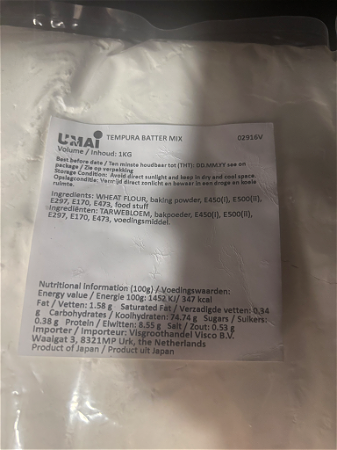 UMAi TEMPURA BATTER MIX 02916V
Volume / Inhoud: 1KG
Best before date / Ten minste houdbaar tot (THT): DD.MM.YY see on
package / Zie op verpakking
Storage Condition: Avoid direct sunlight and keep in dry and cool space.
Opslagconditie: Vermijd direct zonlicht en bewaar in een droge en koele
ruimte.
Ingredients: WHEAT FLOUR, baking powder, E450(i), E500(ii),
E297, E170, E473, food stuff
Ingrediënten: TARWEBLOEM, bakpoeder, E450(i), E500(ii),
E297, E170, E473, voedingsmiddel.
Nutritional information (100g) / Voedingswaarden:
Energy value / Energie 100g: 1452 KJ/ 347 kcal
Fat / Vetten: 1.58 g Saturated Fat / Verzadigde vetten: 0.34
g Carbohydrates / Koolhydraten: 74.74 g Sugars / Suikers:
0.38 g Protein / Eiwitten: 8.55 g Salt / Zout: 0.53 g
Importer / Importeur: Visgroothandel Visco B.V.
Waaigat 3, 8321MP Urk, the Netherlands
Product of Japan / Product uit Japan